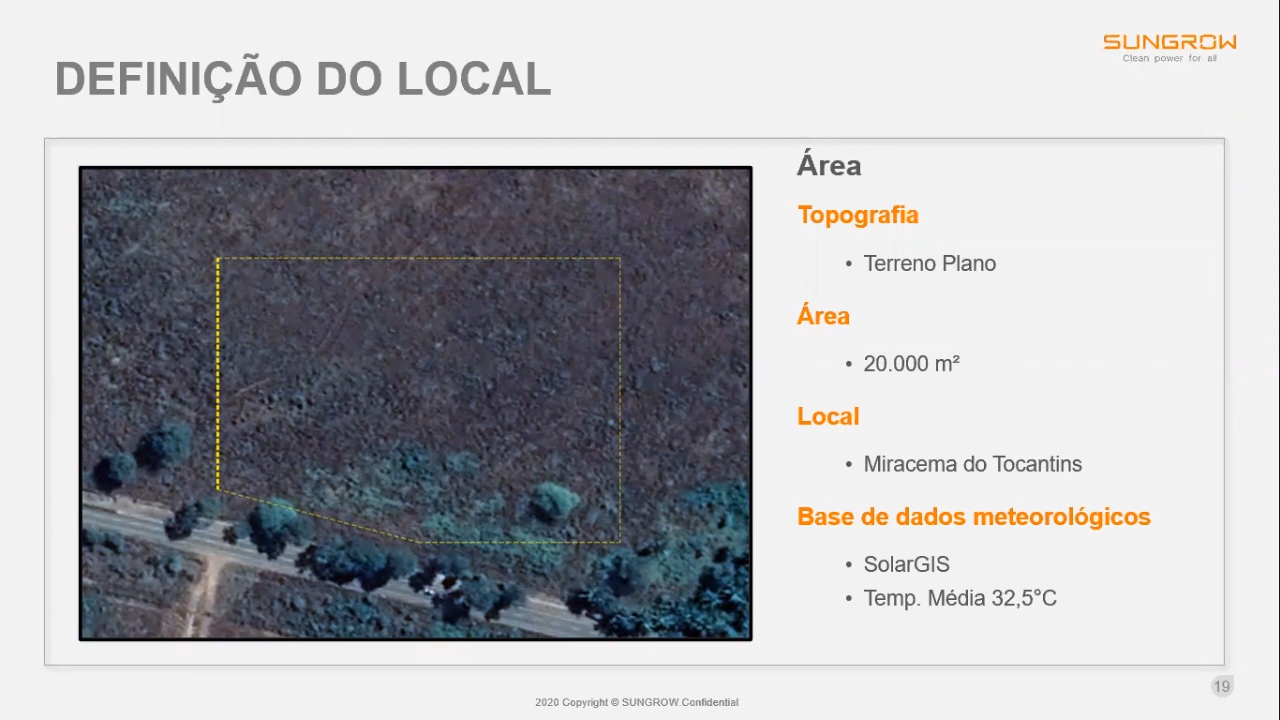 SUNGROW
Clean power for all
DEFINIÇÃO DO LOCAL
Área
Topografia
• Terreno Plano
Área
• 20.000 m²
Local
• Miracema do Tocantins
Base de dados meteorológicos
• SolarGIS
• Temp. Média 32,5°C
19
2020 Copyright © SUNGROW Confidential